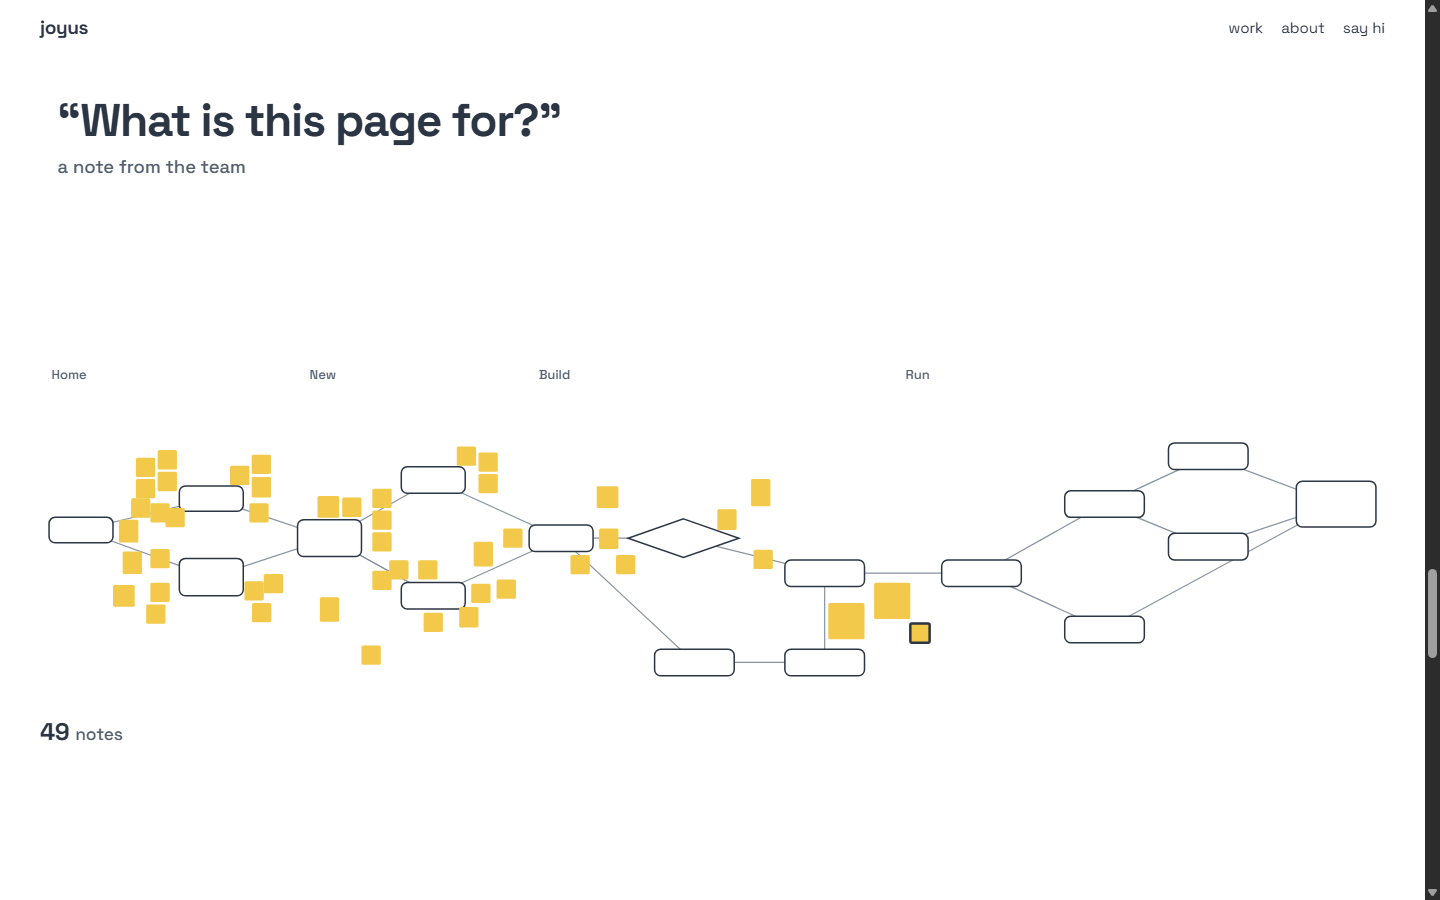 joyus
work about say hi
“What is this page for?”
a note from the team
Home New Build Run
49 notes